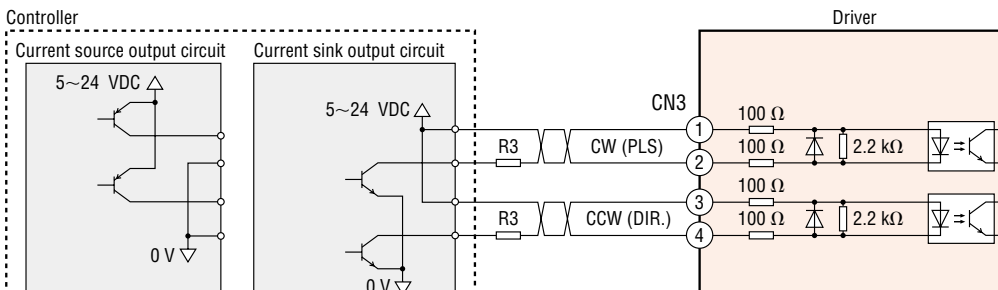 Controller
Driver
Current source output circuit
Current sink output circuit
5~24 VDC
5~24 VDC
CN3
100 Ω
1
R3
CW (PLS)
100 Ω
2.2 kΩ
2
100 Ω
3
R3
CCW (DIR.)
100 Ω
2.2 kΩ
4
0 V
0 V